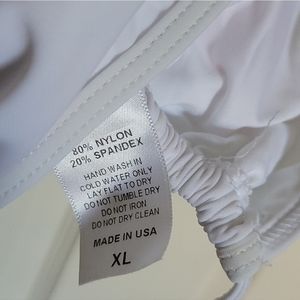 80% NYLON
20% SPANDEX
HAND WASH IN
COLD WATER ONLY
LAY FLAT TO DRY
DO NOT TUMBLE DRY
DO NOT IRON
DO NOT DRY CLEAN
MADE IN USA
XL